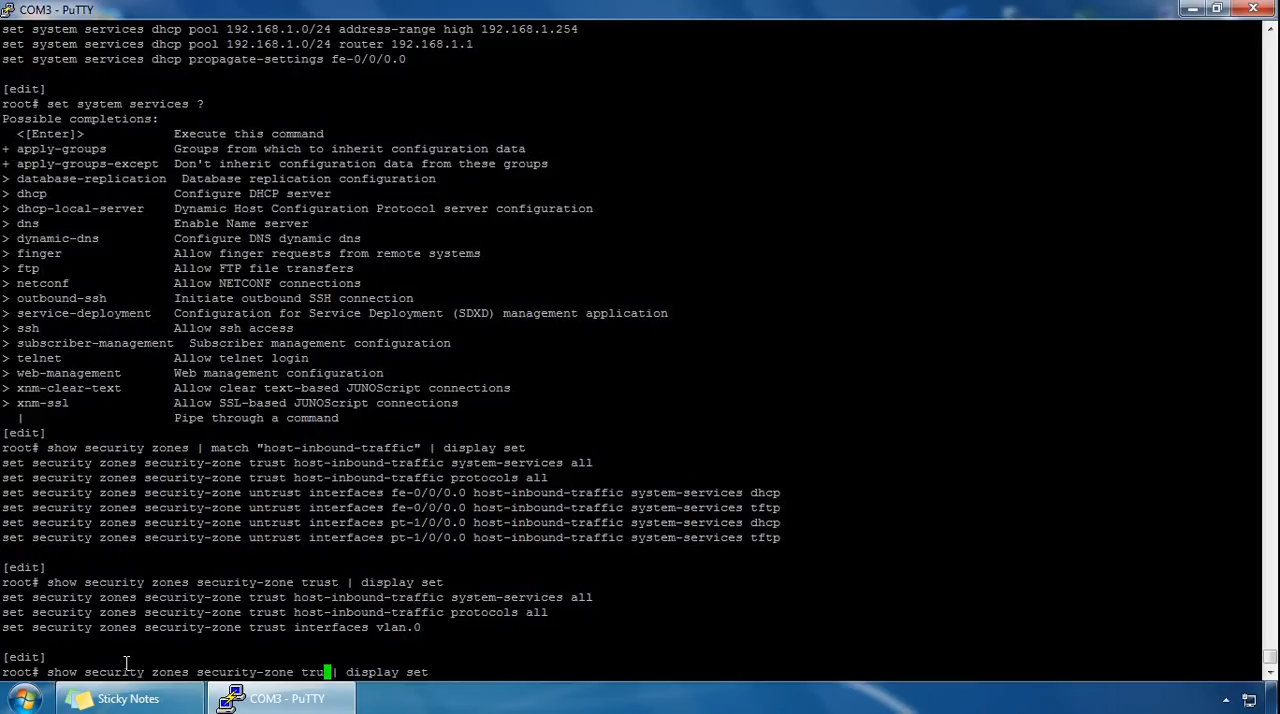 COM3 - PuTTY
set system services dhcp pool 192.168.1.0/24 address-range high 192.168.1.254
set system services dhcp pool 192.168.1.0/24 router 192.168.1.1
set system services dhcp propagate-settings fe-0/0/0.0
[edit]
root# set system services ?
Possible completions:
<[Enter]> Execute this command
+ apply-groups Groups from which to inherit configuration data
+ apply-groups-except Don't inherit configuration data from these groups
> database-replication Database replication configuration
> dhcp Configure DHCP server
> dhcp-local-server Dynamic Host Configuration Protocol server configuration
> dns Enable Name server
> dynamic-dns Configure DNS dynamic dns
> finger Allow finger requests from remote systems
> ftp Allow FTP file transfers
> netconf Allow NETCONF connections
> outbound-ssh Initiate outbound SSH connection
> service-deployment Configuration for Service Deployment (SDXD) management application
> ssh Allow ssh access
> subscriber-management Subscriber management configuration
> telnet Allow telnet login
> web-management Web management configuration
> xnm-clear-text Allow clear text-based JUNOScript connections
> xnm-ssl Allow SSL-based JUNOScript connections
| Pipe through a command
[edit]
root# show security zones | match "host-inbound-traffic" | display set
set security zones security-zone trust host-inbound-traffic system-services all
set security zones security-zone trust host-inbound-traffic protocols all
set security zones security-zone untrust interfaces fe-0/0/0.0 host-inbound-traffic system-services dhcp
set security zones security-zone untrust interfaces fe-0/0/0.0 host-inbound-traffic system-services tftp
set security zones security-zone untrust interfaces pt-1/0/0.0 host-inbound-traffic system-services dhcp
set security zones security-zone untrust interfaces pt-1/0/0.0 host-inbound-traffic system-services tftp
[edit]
root# show security zones security-zone trust | display set
set security zones security-zone trust host-inbound-traffic system-services all
set security zones security-zone trust host-inbound-traffic protocols all
set security zones security-zone trust interfaces vlan.0
[edit]
root# show security zones security-zone tru | display set
Sticky Notes
COM3 - PuTTY